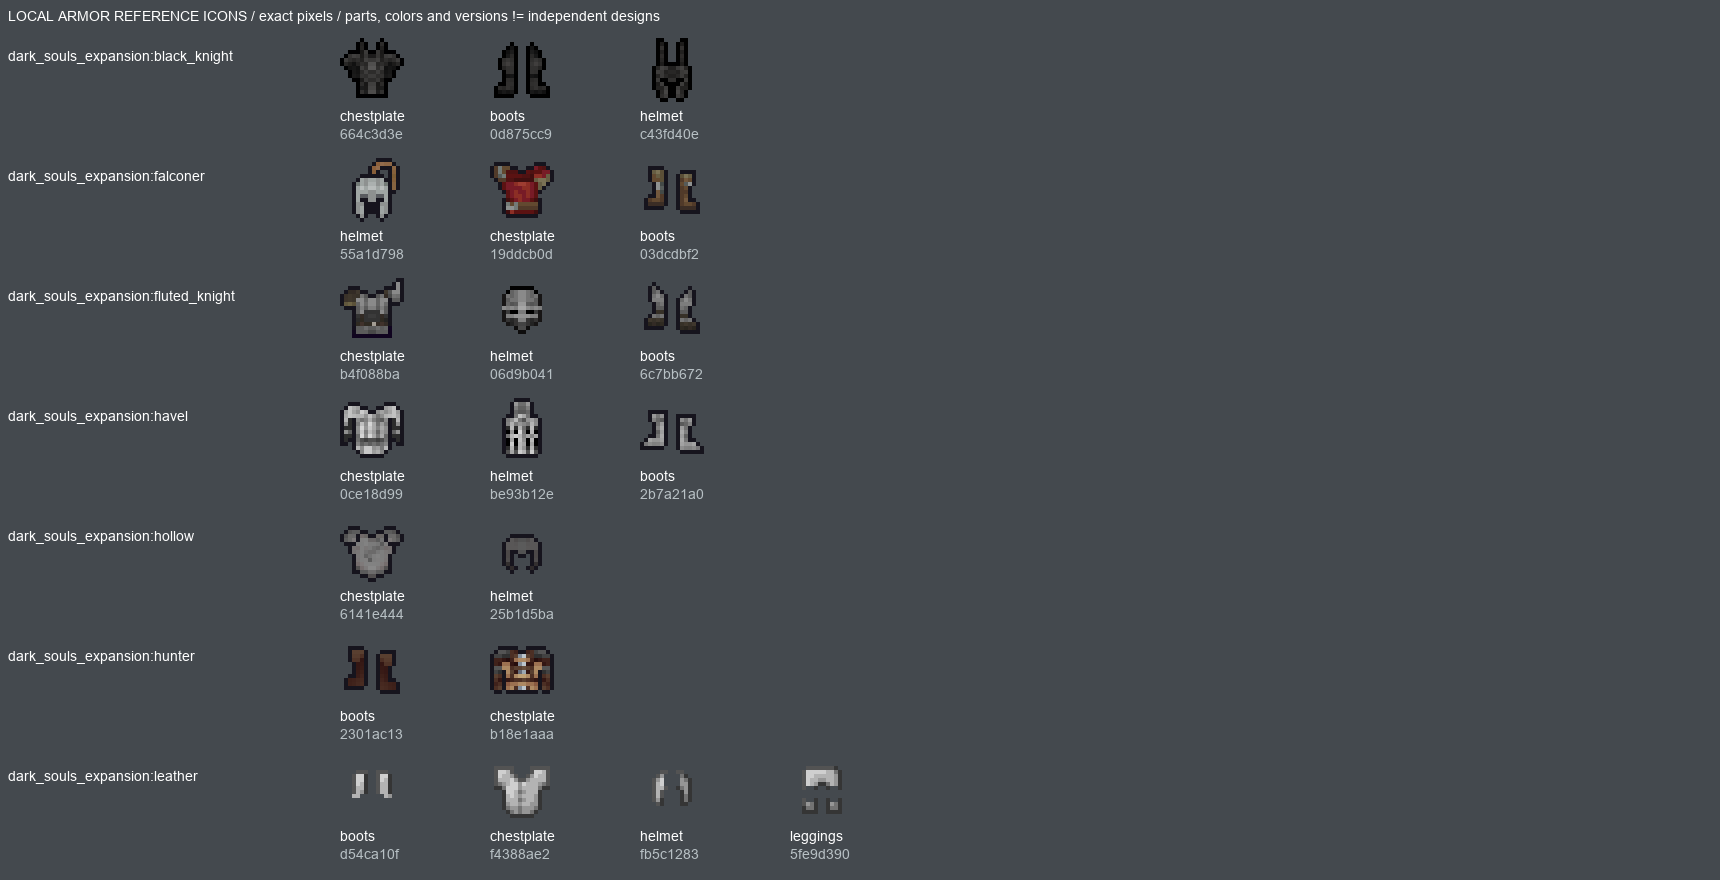 LOCAL ARMOR REFERENCE ICONS / exact pixels / parts, colors and versions != independent designs
dark_souls_expansion:black_knight
chestplate boots helmet
664c3d3e 0d875cc9 c43fd40e
dark_souls_expansion:falconer
helmet chestplate boots
55a1d798 19ddcb0d 03dcdbf2
dark_souls_expansion:fluted_knight
chestplate helmet boots
b4f088ba 06d9b041 6c7bb672
dark_souls_expansion:havel
chestplate helmet boots
0ce18d99 be93b12e 2b7a21a0
dark_souls_expansion:hollow
chestplate helmet
6141e444 25b1d5ba
dark_souls_expansion:hunter
boots chestplate
2301ac13 b18e1aaa
dark_souls_expansion:leather
boots chestplate helmet leggings
d54ca10f f4388ae2 fb5c1283 5fe9d390